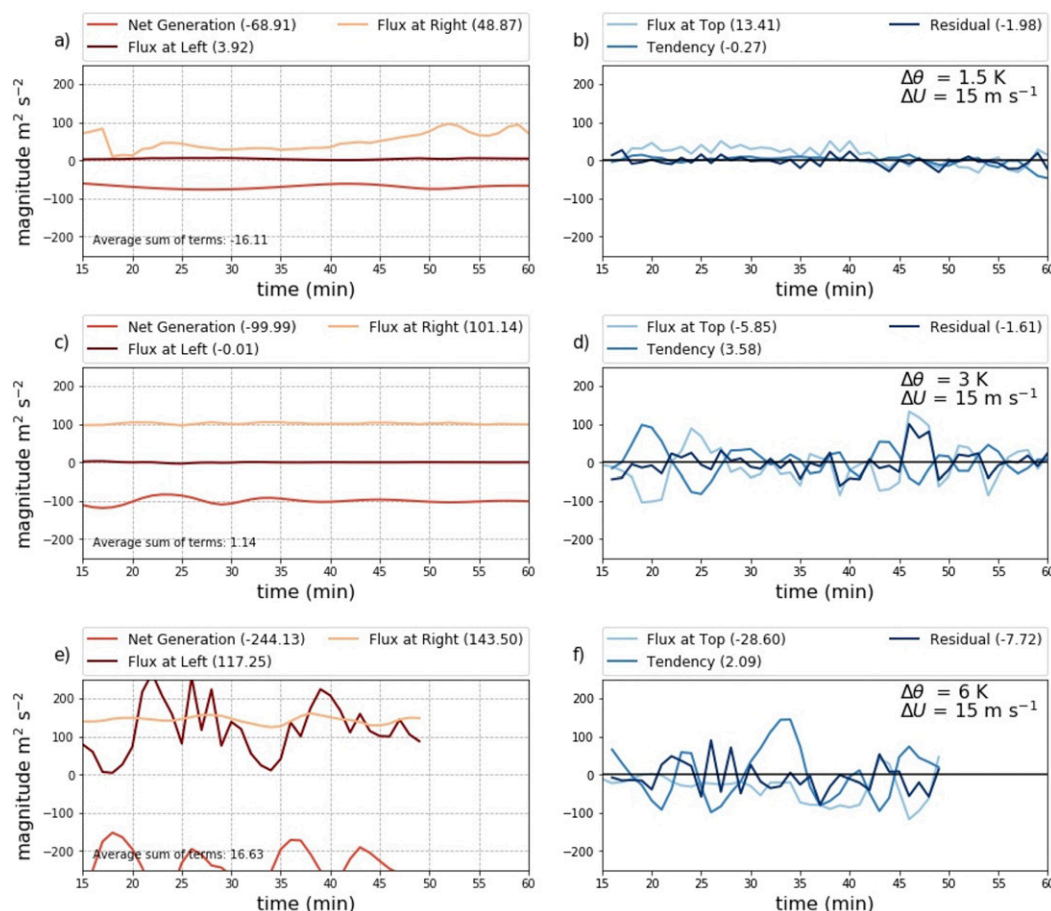 a)
Net Generation (-68.91)
Flux at Right (48.87)
Flux at Left (3.92)
magnitude m² s⁻²
200
100
0
−100
−200
Average sum of terms: -16.11
15 20 25 30 35 40 45 50 55 60
time (min)
b)
Flux at Top (13.41)
Residual (-1.98)
Tendency (-0.27)
Δθ = 1.5 K
ΔU = 15 m s⁻¹
200
100
0
−100
−200
15 20 25 30 35 40 45 50 55 60
time (min)
c)
Net Generation (-99.99)
Flux at Right (101.14)
Flux at Left (-0.01)
magnitude m² s⁻²
200
100
0
−100
−200
Average sum of terms: 1.14
15 20 25 30 35 40 45 50 55 60
time (min)
d)
Flux at Top (-5.85)
Residual (-1.61)
Tendency (3.58)
Δθ = 3 K
ΔU = 15 m s⁻¹
200
100
0
−100
−200
15 20 25 30 35 40 45 50 55 60
time (min)
e)
Net Generation (-244.13)
Flux at Right (143.50)
Flux at Left (117.25)
magnitude m² s⁻²
200
100
0
−100
−200
Average sum of terms: 16.63
15 20 25 30 35 40 45 50 55 60
time (min)
f)
Flux at Top (-28.60)
Residual (-7.72)
Tendency (2.09)
Δθ = 6 K
ΔU = 15 m s⁻¹
200
100
0
−100
−200
15 20 25 30 35 40 45 50 55 60
time (min)